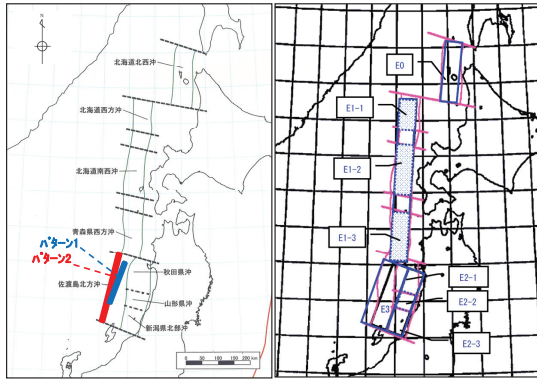 北海道北西沖
北海道西方沖
北海道南西沖
青森県西方沖
パターン1
パターン2
佐渡島北方沖
秋田県沖
山形県沖
新潟県北部沖
0 50 100 150 200 km
E0
E1-1
E1-2
E1-3
E2-1
E2-2
E3
E2-3